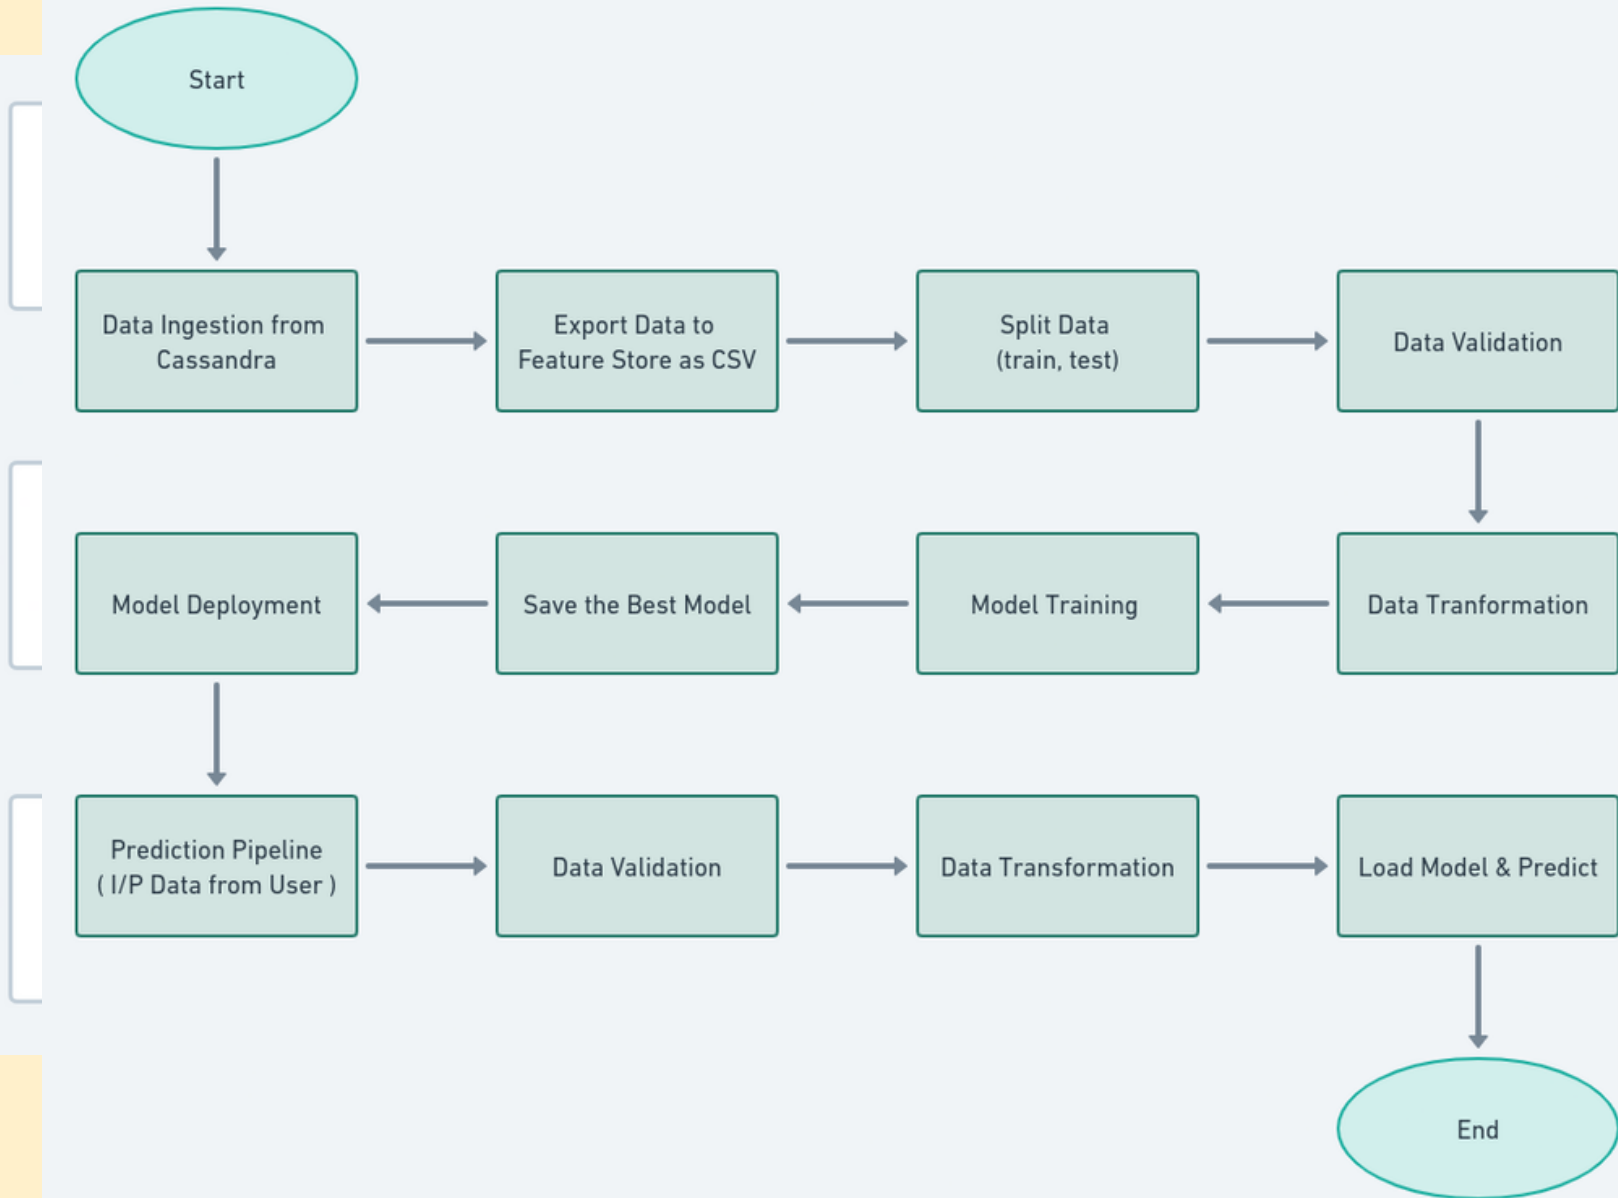 Start
Data Ingestion from
Cassandra
Export Data to
Feature Store as CSV
Split Data
(train, test)
Data Validation
Model Deployment
Save the Best Model
Model Training
Data Tranformation
Prediction Pipeline
( I/P Data from User )
Data Validation
Data Transformation
Load Model & Predict
End